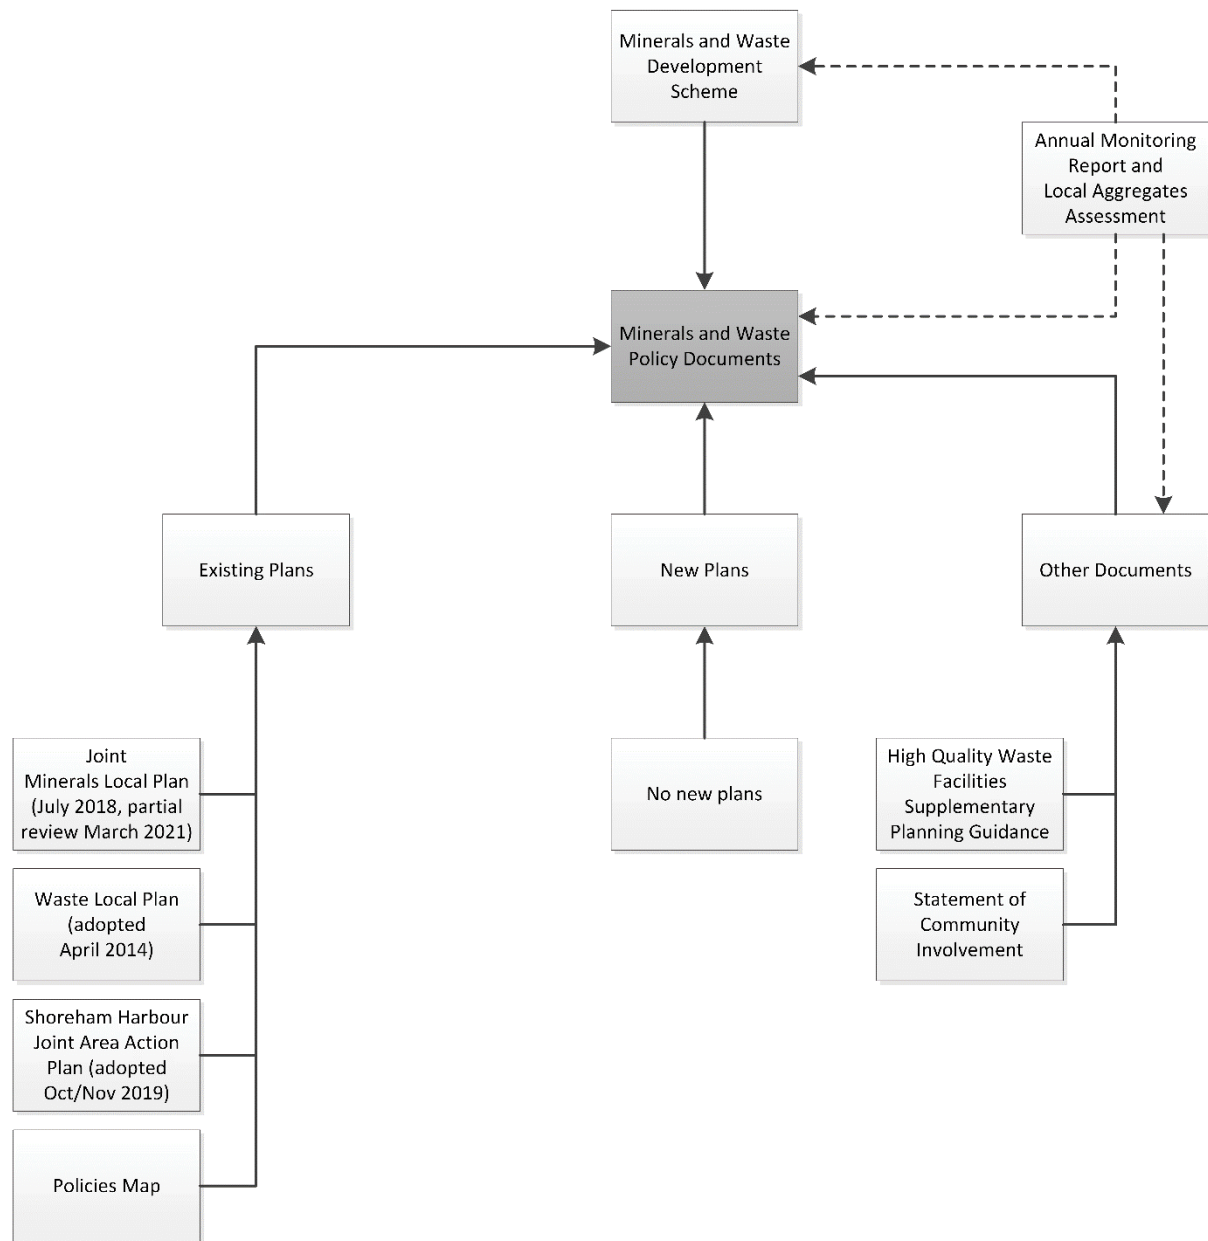 Minerals and Waste
Development
Scheme
Annual Monitoring
Report and
Local Aggregates
Assessment
Minerals and Waste
Policy Documents
Existing Plans
New Plans
Other Documents
Joint
Minerals Local Plan
(July 2018, partial
review March 2021)
No new plans
High Quality Waste
Facilities
Supplementary
Planning Guidance
Waste Local Plan
(adopted
April 2014)
Statement of
Community
Involvement
Shoreham Harbour
Joint Area Action
Plan (adopted
Oct/Nov 2019)
Policies Map